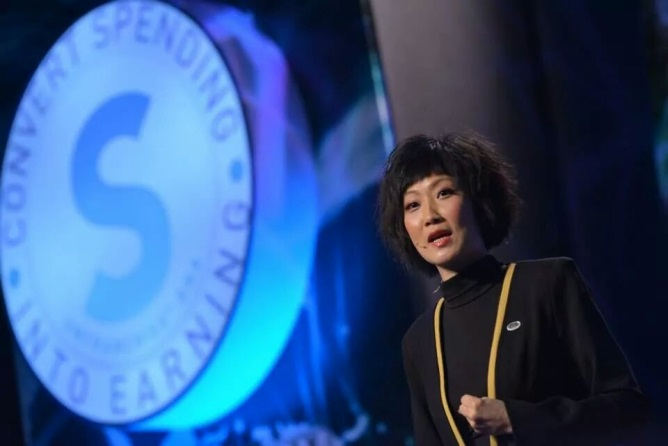 CONVERT SPENDING
S
INTO EARNING